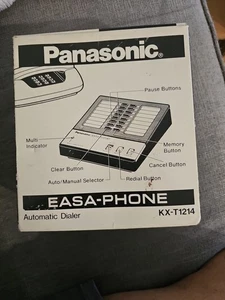 Panasonic®
Pause Buttons
Multi
Indicator
Memory
Button
Clear Button
Cancel Button
Auto/Manual Selector
Redial Button
EASA-PHONE
Automatic Dialer
KX-T1214